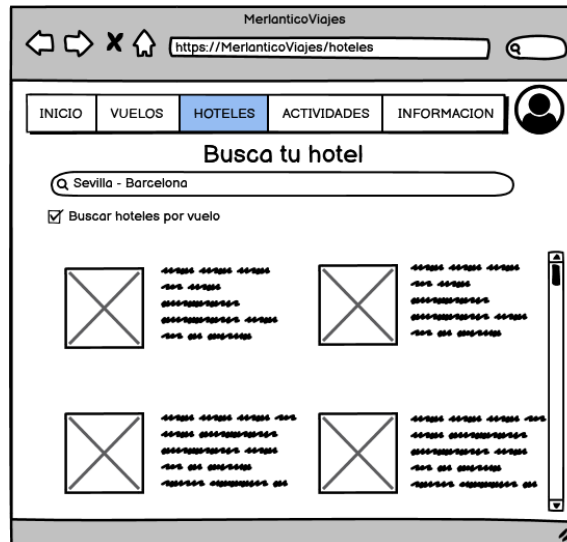 MerlanticoViajes
https://MerlanticoViajes/hoteles
INICIO VUELOS HOTELES ACTIVIDADES INFORMACION
Busca tu hotel
Sevilla - Barcelona
Buscar hoteles por vuelo